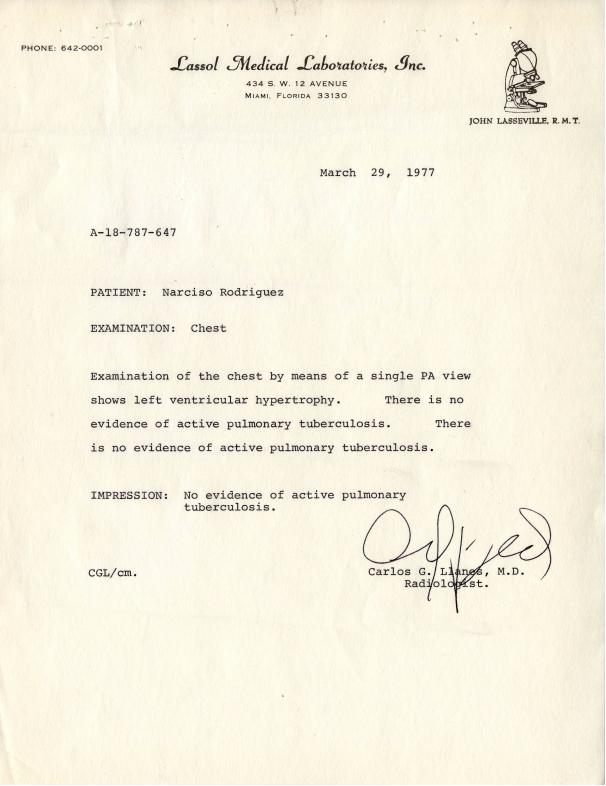 PHONE: 642-0001
Lassol Medical Laboratories, Inc.
434 S. W. 12 AVENUE
MIAMI, FLORIDA 33130
JOHN LASSEVILLE, R. M. T.
March 29, 1977
A-18-787-647
PATIENT: Narciso Rodriguez
EXAMINATION: Chest
Examination of the chest by means of a single PA view
shows left ventricular hypertrophy. There is no
evidence of active pulmonary tuberculosis. There
is no evidence of active pulmonary tuberculosis.
IMPRESSION: No evidence of active pulmonary
tuberculosis.
CGL/cm.
Carlos G. Llanes, M.D.
Radiologist.